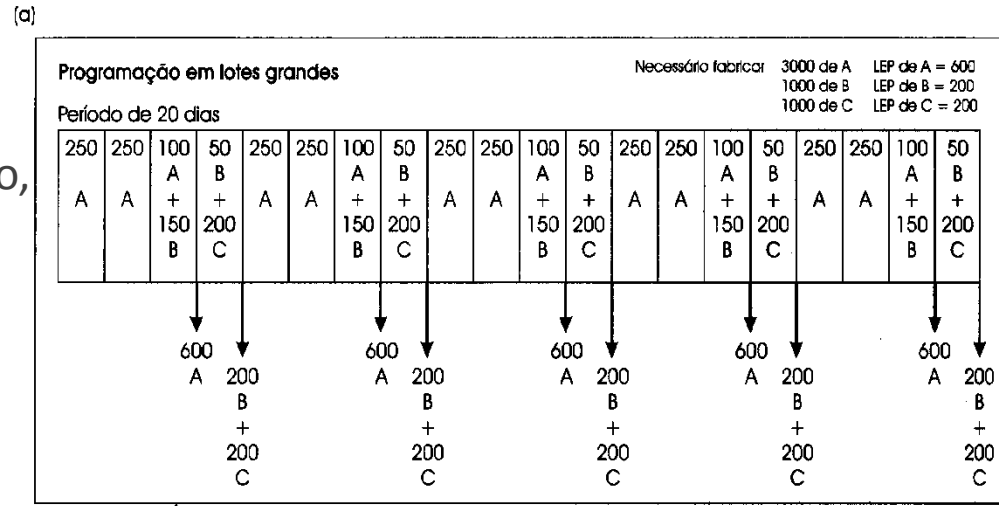 (a)
Programação em lotes grandes
Necessário fabricar 3000 de A LEP de A = 600
1000 de B LEP de B = 200
1000 de C LEP de C = 200
Período de 20 dias
o,
250 250 100 50 250 250 100 50 250 250 100 50 250 250 100 50 250 250 100 50
A B A B A B A B A B
A A + + A A + + A A + + A A + + A A + +
150 200 150 200 150 200 150 200 150 200
B C B C B C B C B C
600 600 600 600 600
A 200 A 200 A 200 A 200 A 200
B B B B B
+ + + + +
200 200 200 200 200
C C C C C